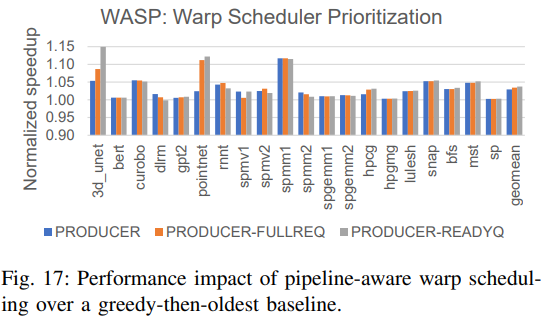 WASP: Warp Scheduler Prioritization
Normalized speedup
1.15
1.10
1.05
1.00
0.95
0.90
3d_unet
bert
curobo
dlrm
gpt2
pointnet
rnnt
spmv1
spmv2
spmm1
spmm2
spgemm1
spgemm2
hpcg
hpgmg
lulesh
snap
bfs
mst
sp
geomean
PRODUCER PRODUCER-FULLREQ PRODUCER-READYQ
Fig. 17: Performance impact of pipeline-aware warp schedul-
ing over a greedy-then-oldest baseline.